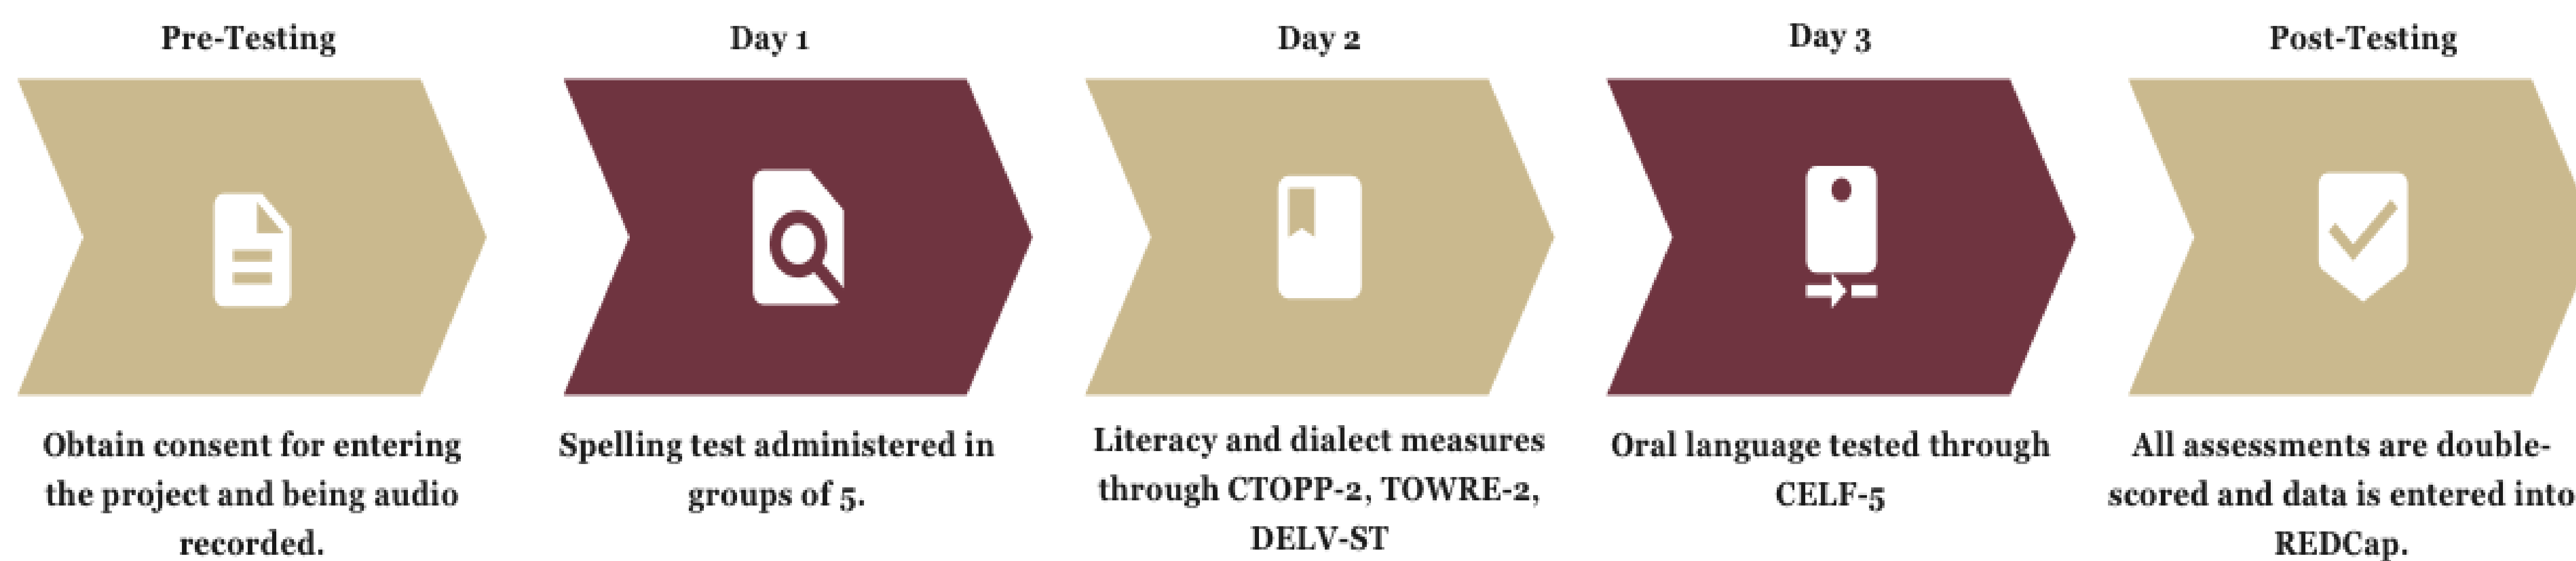 Pre-Testing
Obtain consent for entering
the project and being audio
recorded.
Day 1
Spelling test administered in
groups of 5.
Day 2
Literacy and dialect measures
through CTOPP-2, TOWRE-2,
DELV-ST
Day 3
Oral language tested through
CELF-5
Post-Testing
All assessments are double-
scored and data is entered into
REDCap.